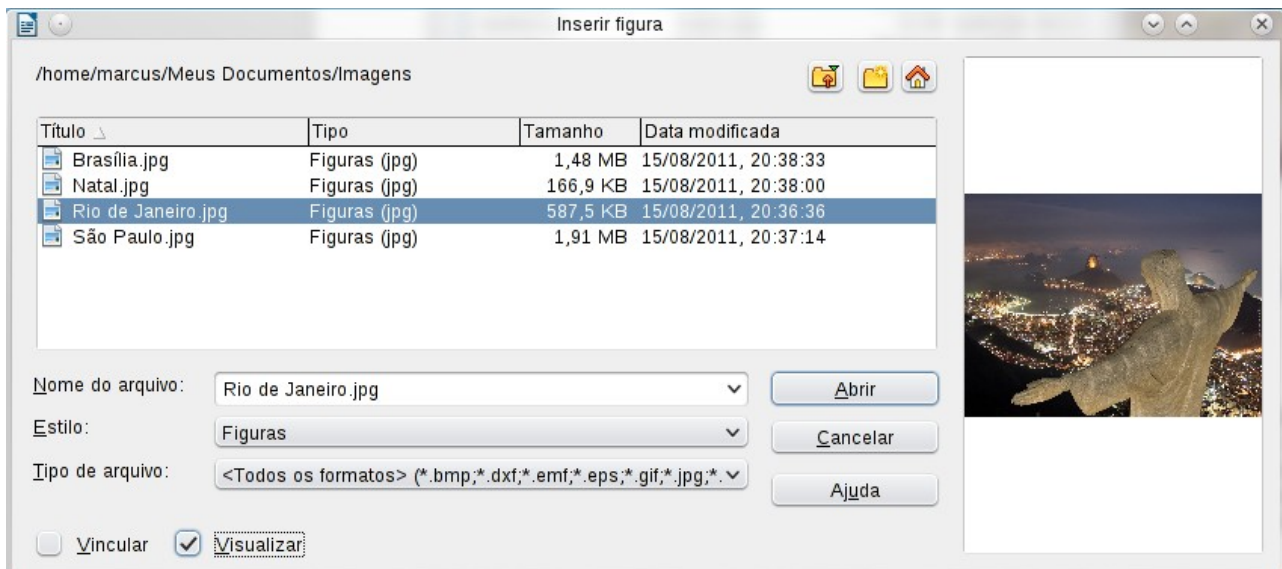 Inserir figura
/home/marcus/Meus Documentos/Imagens
Título Tipo Tamanho Data modificada
Brasília.jpg Figuras (jpg) 1,48 MB 15/08/2011, 20:38:33
Natal.jpg Figuras (jpg) 166,9 KB 15/08/2011, 20:38:00
Rio de Janeiro.jpg Figuras (jpg) 587,5 KB 15/08/2011, 20:36:36
São Paulo.jpg Figuras (jpg) 1,91 MB 15/08/2011, 20:37:14
Nome do arquivo: Rio de Janeiro.jpg Abrir
Estilo: Figuras Cancelar
Tipo de arquivo: <Todos os formatos> (*.bmp;*.dxf;*.emf;*.eps;*.gif;*.jpg;*. Ajuda
Vincular Visualizar